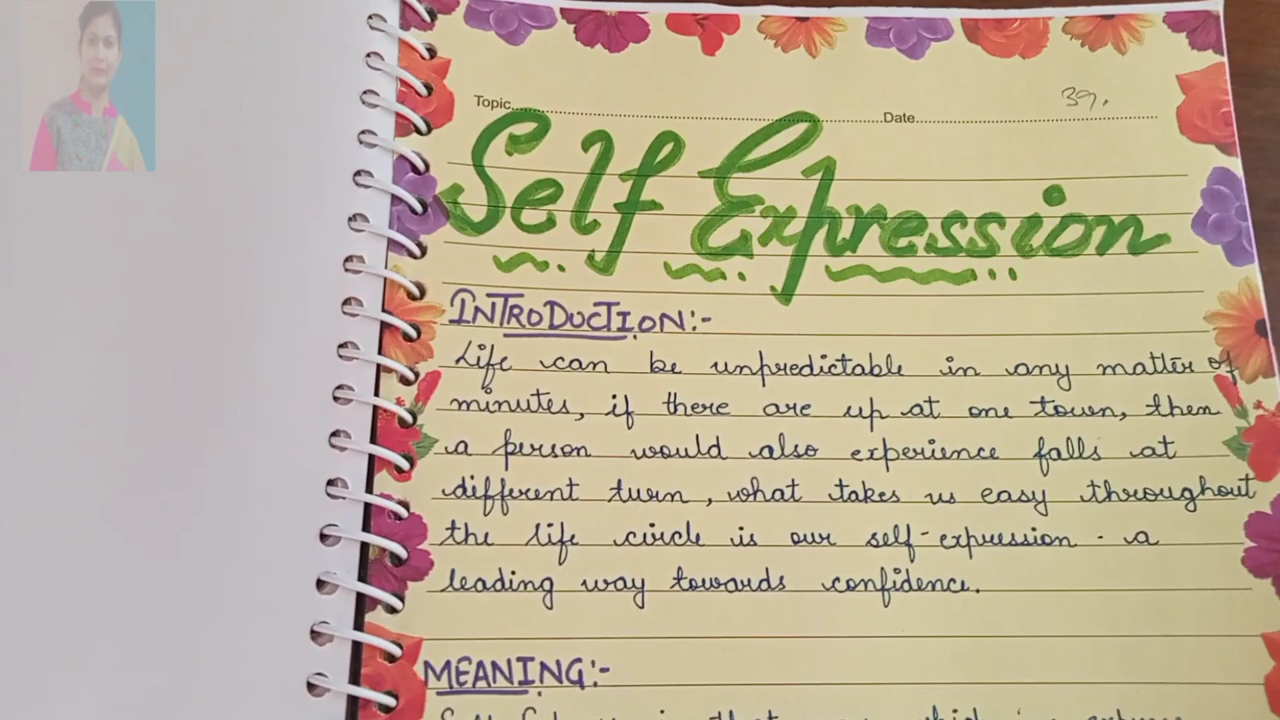 39.
Topic
Date
Self Expression
INTRODUCTION:-
Life can be unpredictable in any matter of
minutes, if there are up at one town, then
a person would also experience falls at
different turn, what takes us easy throughout
the life circle is our self-expression - a
leading way towards confidence.
MEANING:-